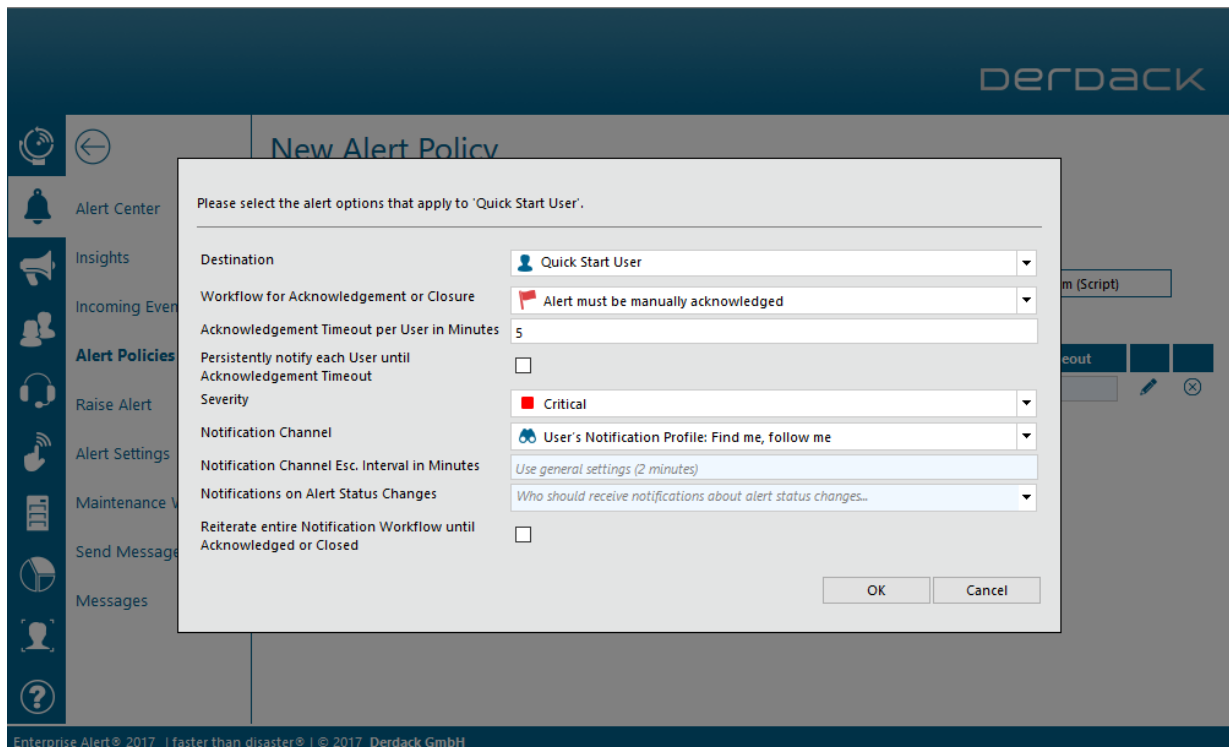 Derdack
New Alert Policy
Alert Center
Insights
Incoming Even
Alert Policies
Raise Alert
Alert Settings
Maintenance
Send Message
Messages
m (Script)
eout
Please select the alert options that apply to 'Quick Start User'.
Destination
Quick Start User
Workflow for Acknowledgement or Closure
Alert must be manually acknowledged
Acknowledgement Timeout per User in Minutes
5
Persistently notify each User until
Acknowledgement Timeout
Severity
Critical
Notification Channel
User's Notification Profile: Find me, follow me
Notification Channel Esc. Interval in Minutes
Use general settings (2 minutes)
Notifications on Alert Status Changes
Who should receive notifications about alert status changes...
Reiterate entire Notification Workflow until
Acknowledged or Closed
OK
Cancel
Enterprise Alert® 2017 | faster than disaster® | © 2017 Derdack GmbH